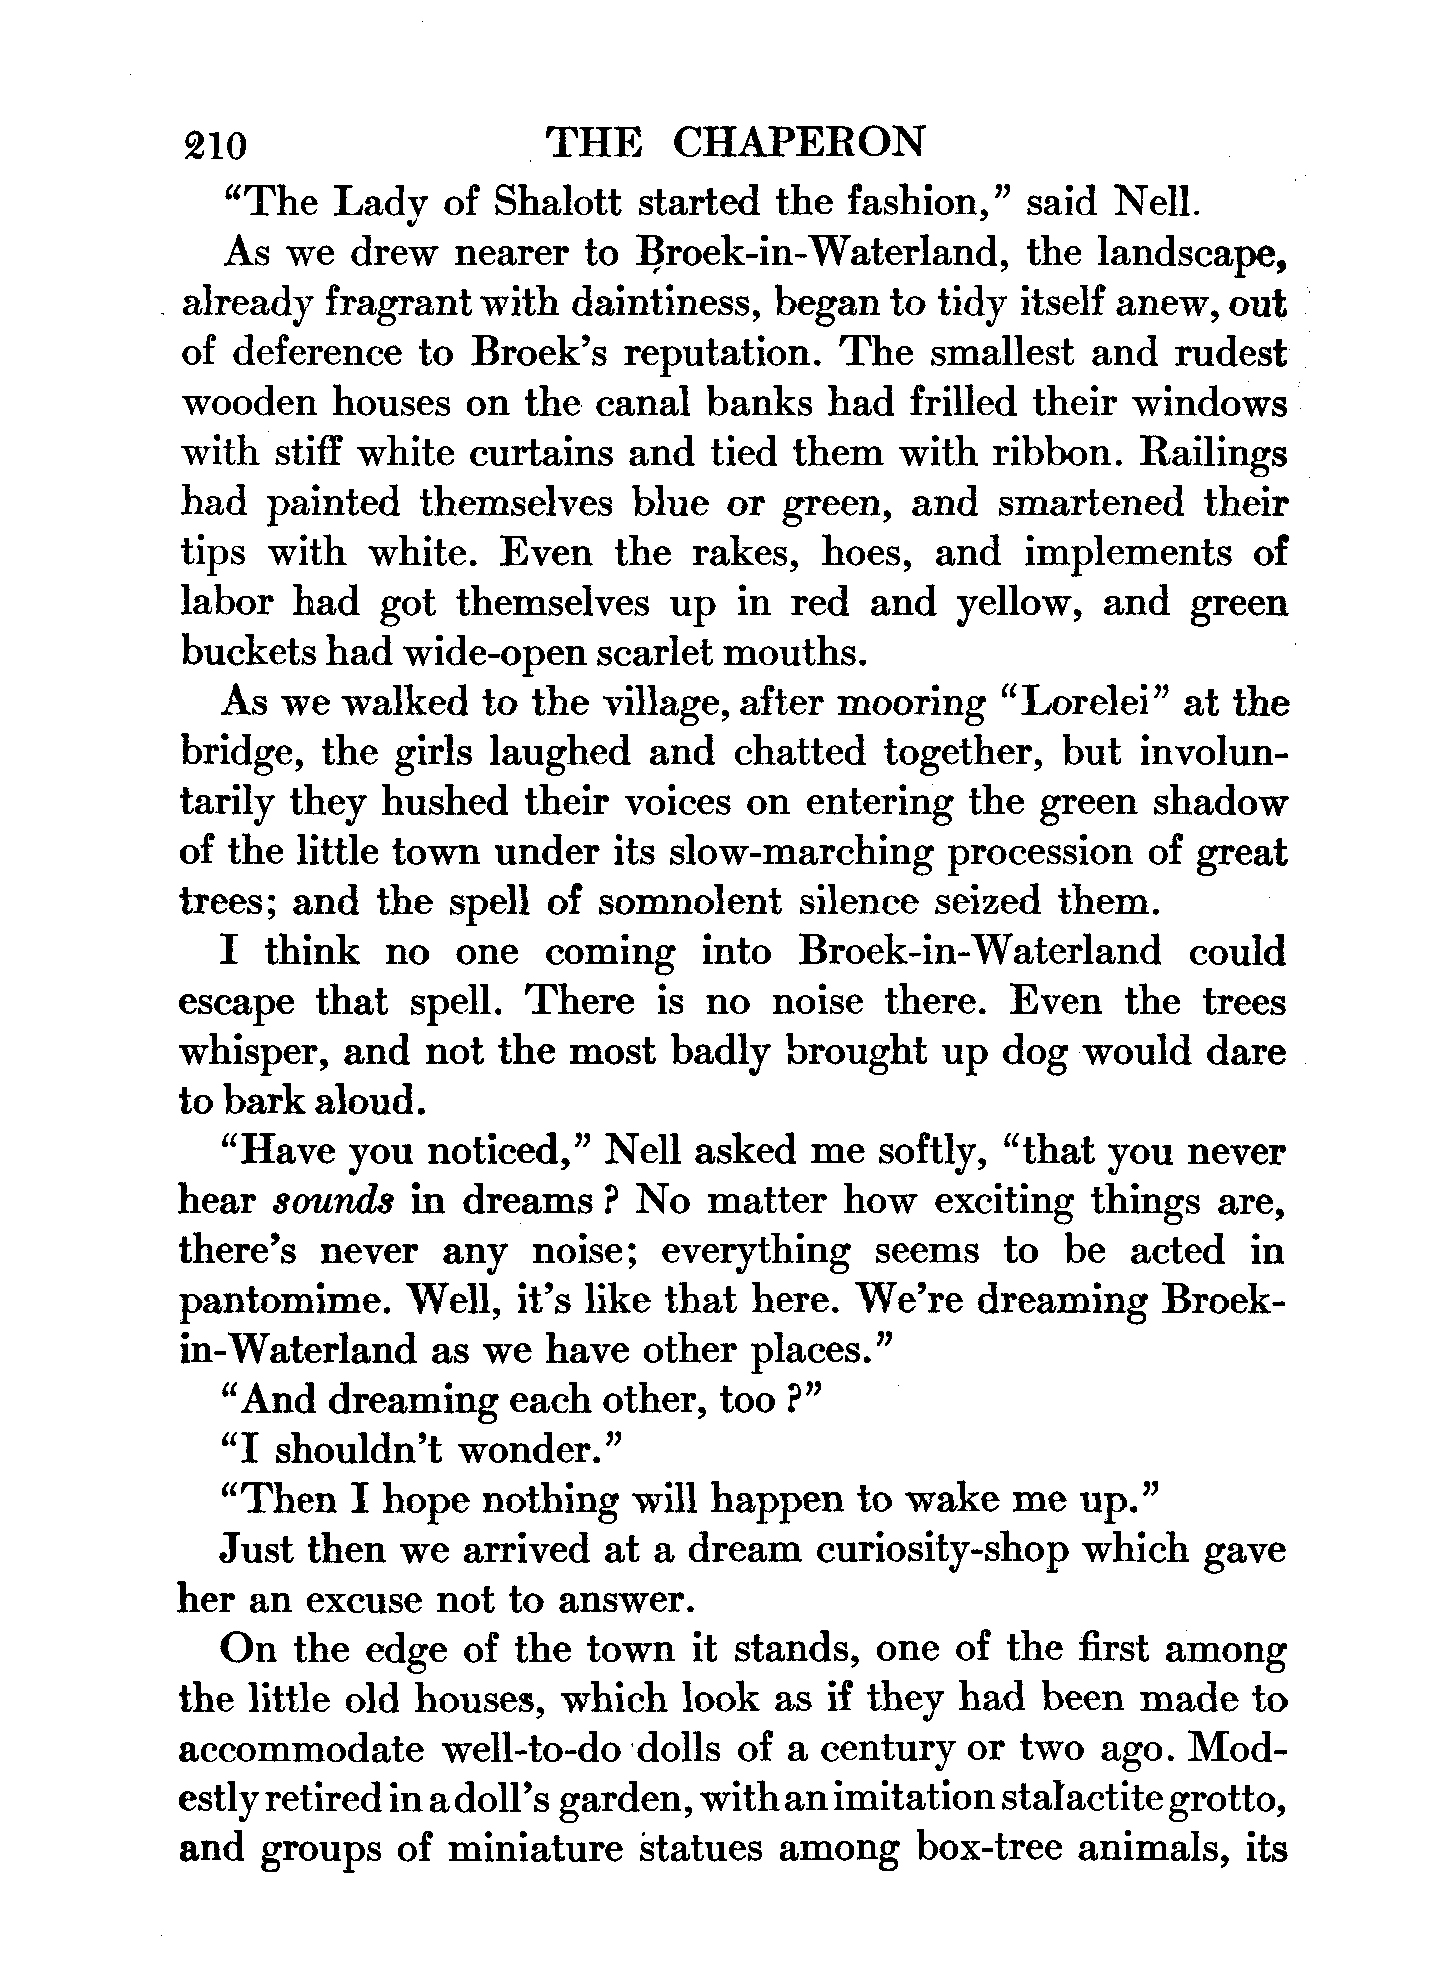 210 THE CHAPERON
“The Lady of Shalott started the fashion,” said Nell.
As we drew nearer to Broek-in-Waterland, the landscape,
already fragrant with daintiness, began to tidy itself anew, out
of deference to Broek’s reputation. The smallest and rudest
wooden houses on the canal banks had frilled their windows
with stiff white curtains and tied them with ribbon. Railings
had painted themselves blue or green, and smartened their
tips with white. Even the rakes, hoes, and implements of
labor had got themselves up in red and yellow, and green
buckets had wide-open scarlet mouths.
As we walked to the village, after mooring “Lorelei” at the
bridge, the girls laughed and chatted together, but involun-
tarily they hushed their voices on entering the green shadow
of the little town under its slow-marching procession of great
trees; and the spell of somnolent silence seized them.
I think no one coming into Broek-in-Waterland could
escape that spell. There is no noise there. Even the trees
whisper, and not the most badly brought up dog would dare
to bark aloud.
“Have you noticed,” Nell asked me softly, “that you never
hear sounds in dreams? No matter how exciting things are,
there’s never any noise; everything seems to be acted in
pantomime. Well, it’s like that here. We’re dreaming Broek-
in-Waterland as we have other places.”
“And dreaming each other, too?”
“I shouldn’t wonder.”
“Then I hope nothing will happen to wake me up.”
Just then we arrived at a dream curiosity-shop which gave
her an excuse not to answer.
On the edge of the town it stands, one of the first among
the little old houses, which look as if they had been made to
accommodate well-to-do dolls of a century or two ago. Mod-
estly retired in a doll’s garden, with an imitation stalactite grotto,
and groups of miniature statues among box-tree animals, its